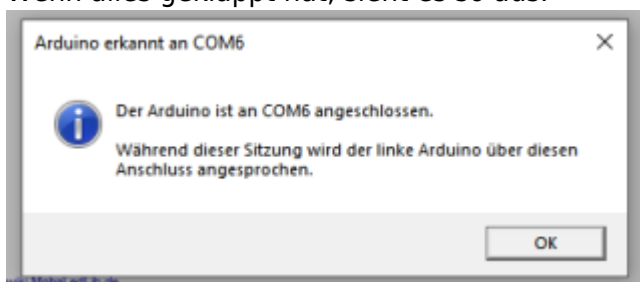 Wenn alles geklappt hat, sieht es so aus:
Arduino erkannt an COM6
Der Arduino ist an COM6 angeschlossen.
Während dieser Sitzung wird der linke Arduino über diesen
Anschluss angesprochen.
OK